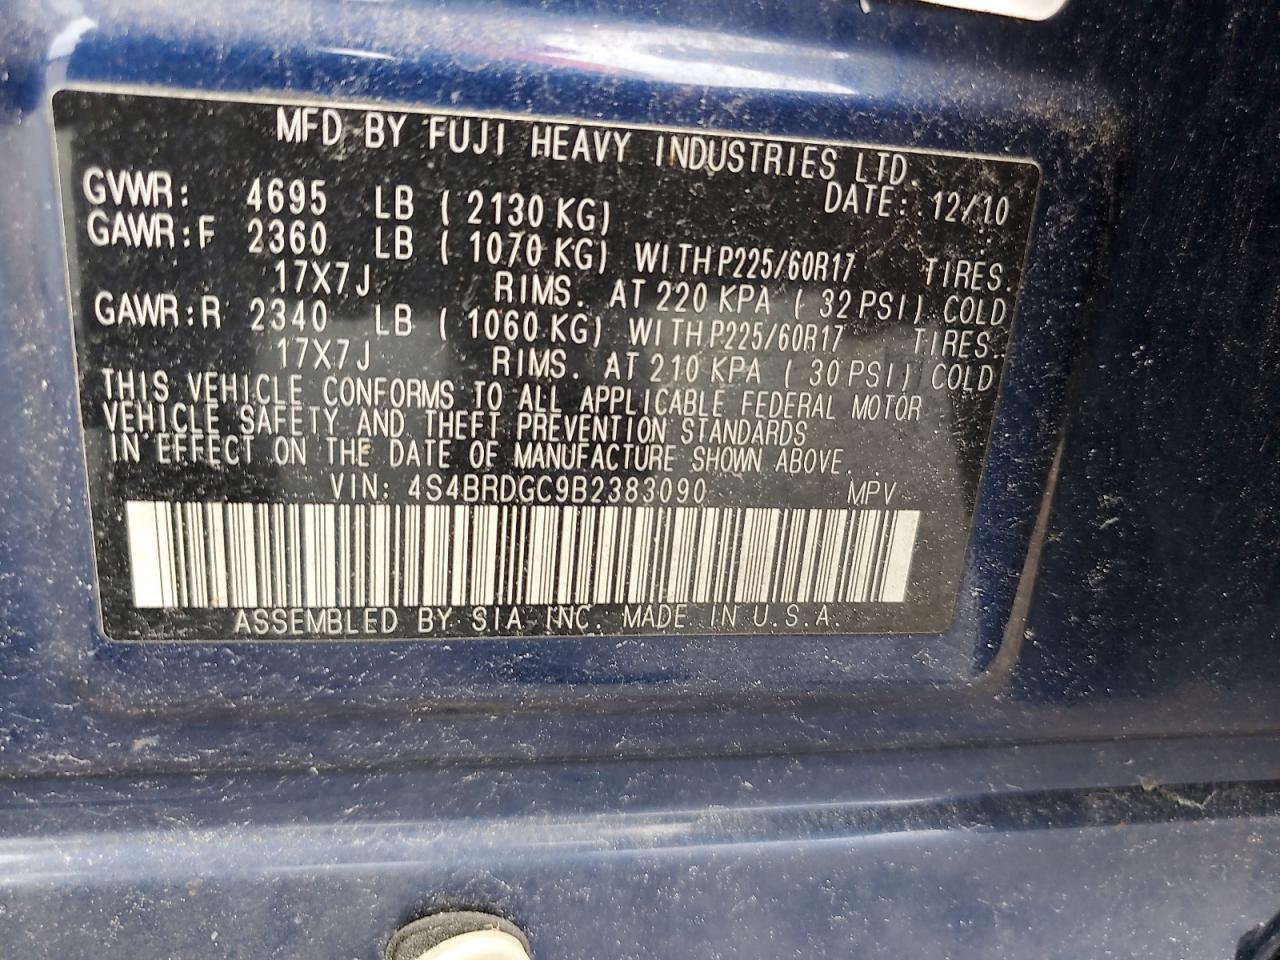 MFD BY FUJI HEAVY INDUSTRIES LTD.
DATE: 12/10
GVWR: 4695 LB ( 2130 KG)
GAWR:F 2360 LB ( 1070 KG) WITH P225/60R17 TIRES.
17X7J RIMS. AT 220 KPA ( 32 PSI) COLD
GAWR:R 2340 LB ( 1060 KG) WITH P225/60R17 TIRES.
17X7J RIMS. AT 210 KPA ( 30 PSI) COLD
THIS VEHICLE CONFORMS TO ALL APPLICABLE FEDERAL MOTOR
VEHICLE SAFETY AND THEFT PREVENTION STANDARDS
IN EFFECT ON THE DATE OF MANUFACTURE SHOWN ABOVE.
VIN: 4S4BRDGC9B2383090 MPV
ASSEMBLED BY SIA INC. MADE IN U.S.A.